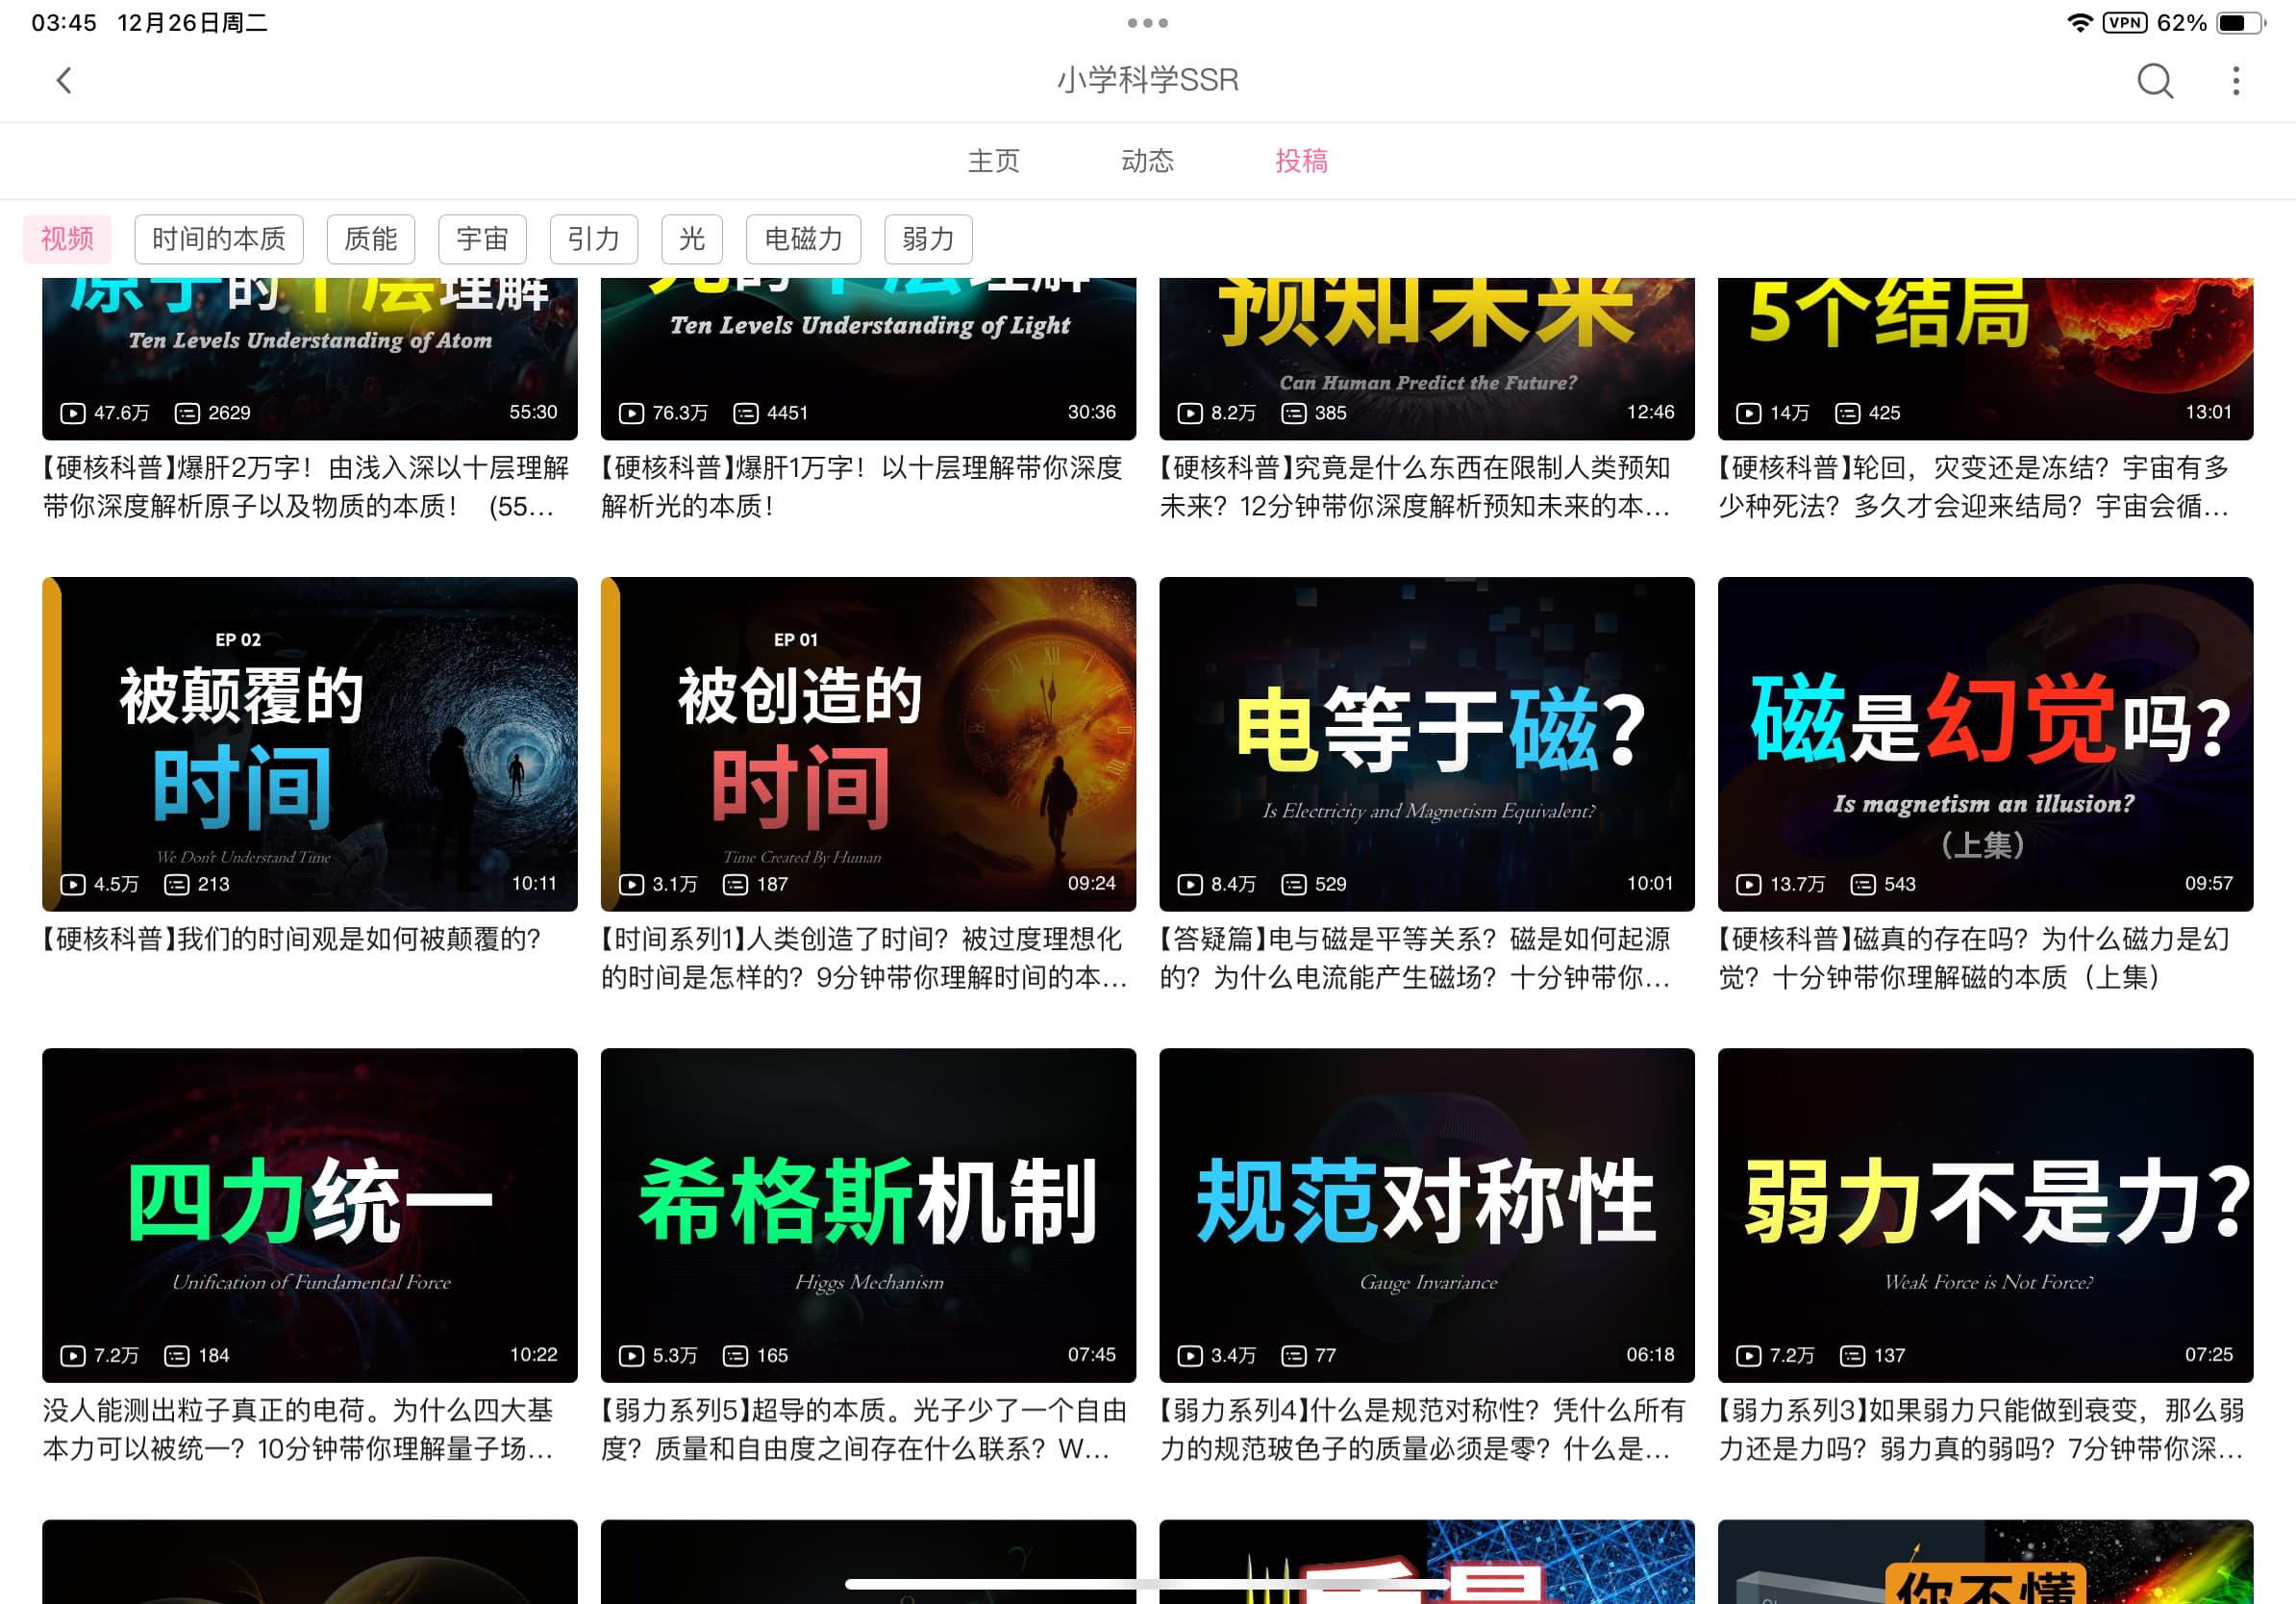 03:45 12月26日周二
VPN 62%
小学科学SSR
主页 动态 投稿
视频 时间的本质 质能 宇宙 引力 光 电磁力 弱力
原子的十层理解
Ten Levels Understanding of Atom
47.6万 2629 55:30
【硬核科普】爆肝2万字！由浅入深以十层理解
带你深度解析原子以及物质的本质！ (55...
光的十层理解
Ten Levels Understanding of Light
76.3万 4451 30:36
【硬核科普】爆肝1万字！以十层理解带你深度
解析光的本质！
预知未来
Can Human Predict the Future?
8.2万 385 12:46
【硬核科普】究竟是什么东西在限制人类预知
未来？12分钟带你深度解析预知未来的本...
5个结局
14万 425 13:01
【硬核科普】轮回，灾变还是冻结？宇宙有多
少种死法？多久才会迎来结局？宇宙会循...
EP 02
被颠覆的
时间
We Don't Understand Time
4.5万 213 10:11
【硬核科普】我们的时间观是如何被颠覆的？
EP 01
被创造的
时间
Time Created By Human
3.1万 187 09:24
【时间系列1】人类创造了时间？被过度理想化
的时间是怎样的？9分钟带你理解时间的本...
电等于磁？
Is Electricity and Magnetism Equivalent?
8.4万 529 10:01
【答疑篇】电与磁是平等关系？磁是如何起源
的？为什么电流能产生磁场？十分钟带你...
磁是幻觉吗？
Is magnetism an illusion?
（上集）
13.7万 543 09:57
【硬核科普】磁真的存在吗？为什么磁力是幻
觉？十分钟带你理解磁的本质（上集）
四力统一
Unification of Fundamental Force
7.2万 184 10:22
没人能测出粒子真正的电荷。为什么四大基
本力可以被统一？10分钟带你理解量子场...
希格斯机制
Higgs Mechanism
5.3万 165 07:45
【弱力系列5】超导的本质。光子少了一个自由
度？质量和自由度之间存在什么联系？W...
规范对称性
Gauge Invariance
3.4万 77 06:18
【弱力系列4】什么是规范对称性？凭什么所有
力的规范玻色子的质量必须是零？什么是...
弱力不是力？
Weak Force is Not Force?
7.2万 137 07:25
【弱力系列3】如果弱力只能做到衰变，那么弱
力还是力吗？弱力真的弱吗？7分钟带你深...
你不懂